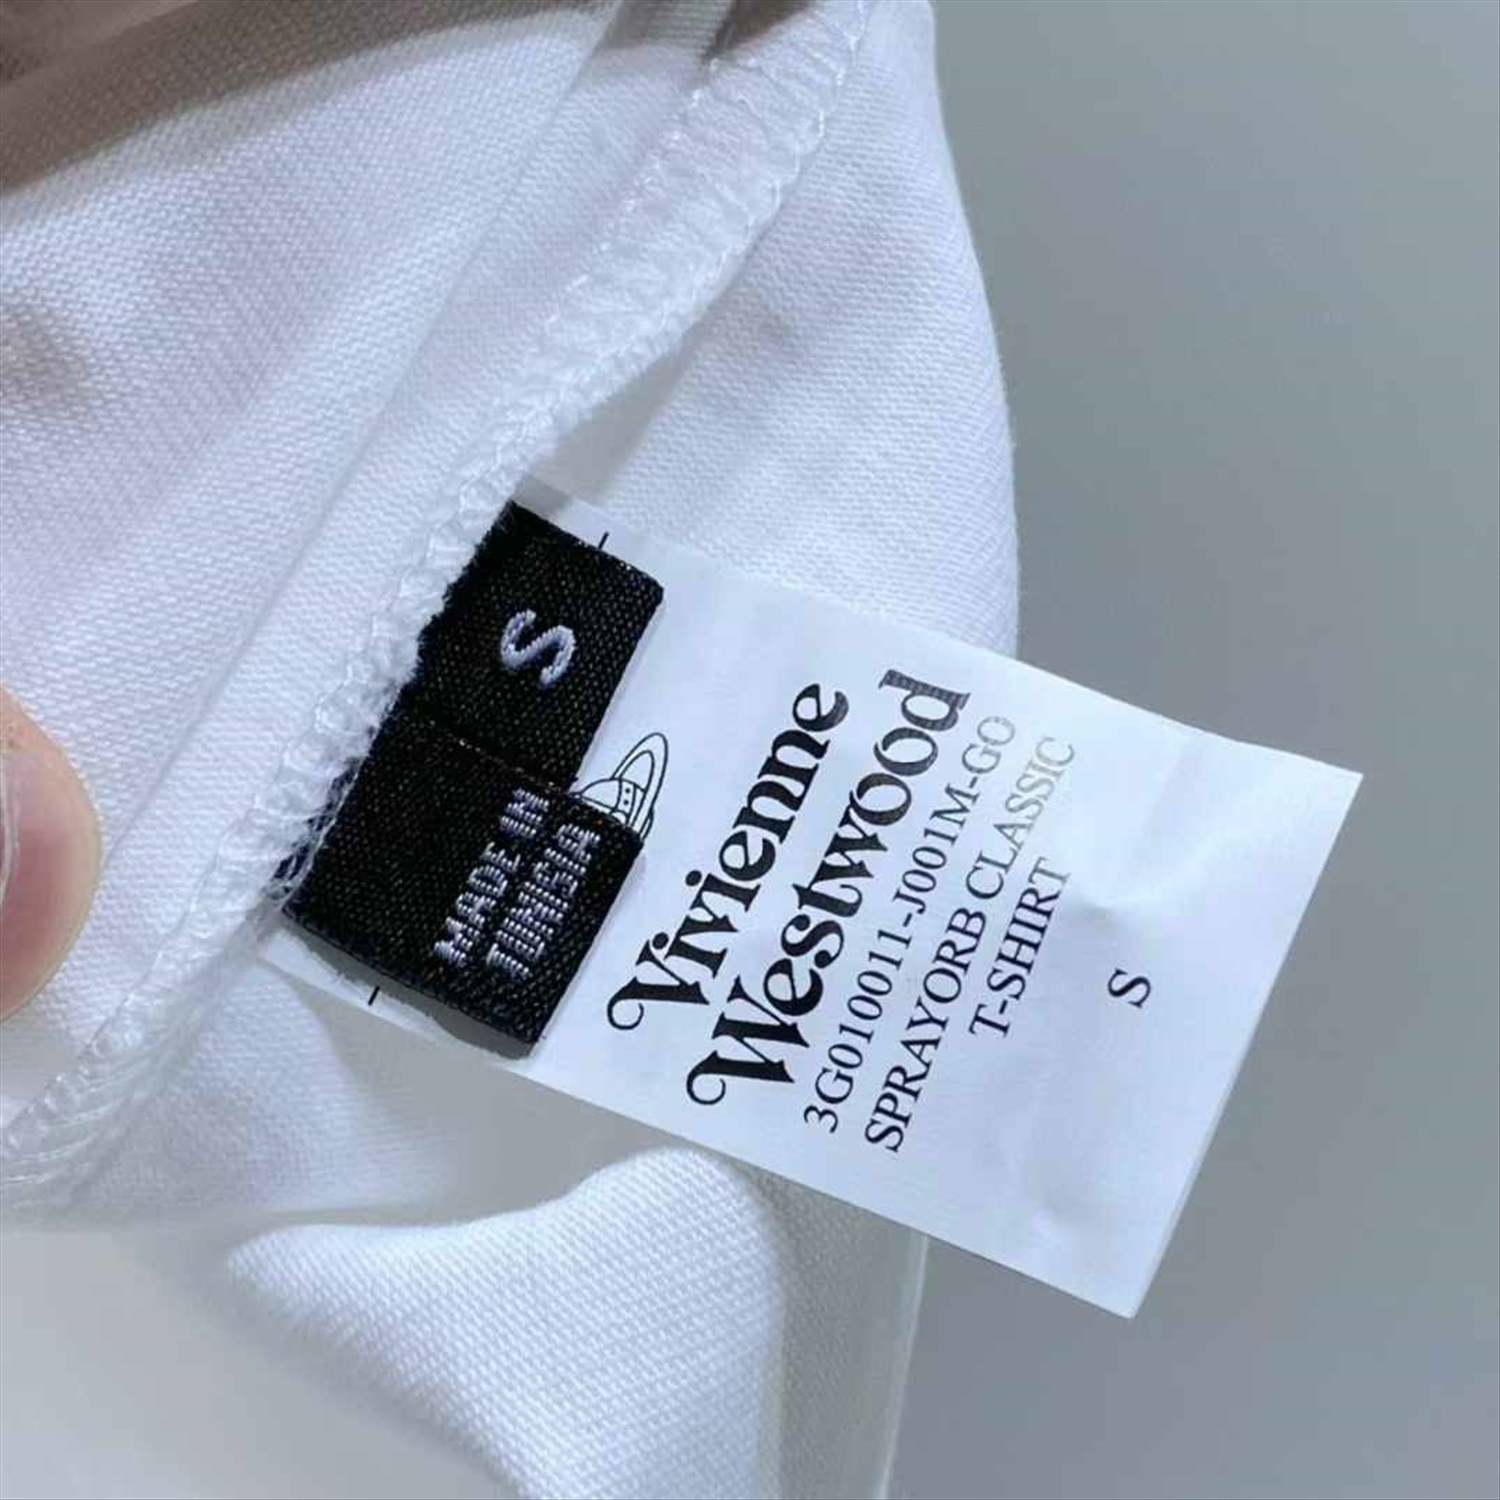 S
MADE IN
TUNISIA
Vivienne
Westwood
3G010011-J001M-GO
SPRAYORB CLASSIC
T-SHIRT
S